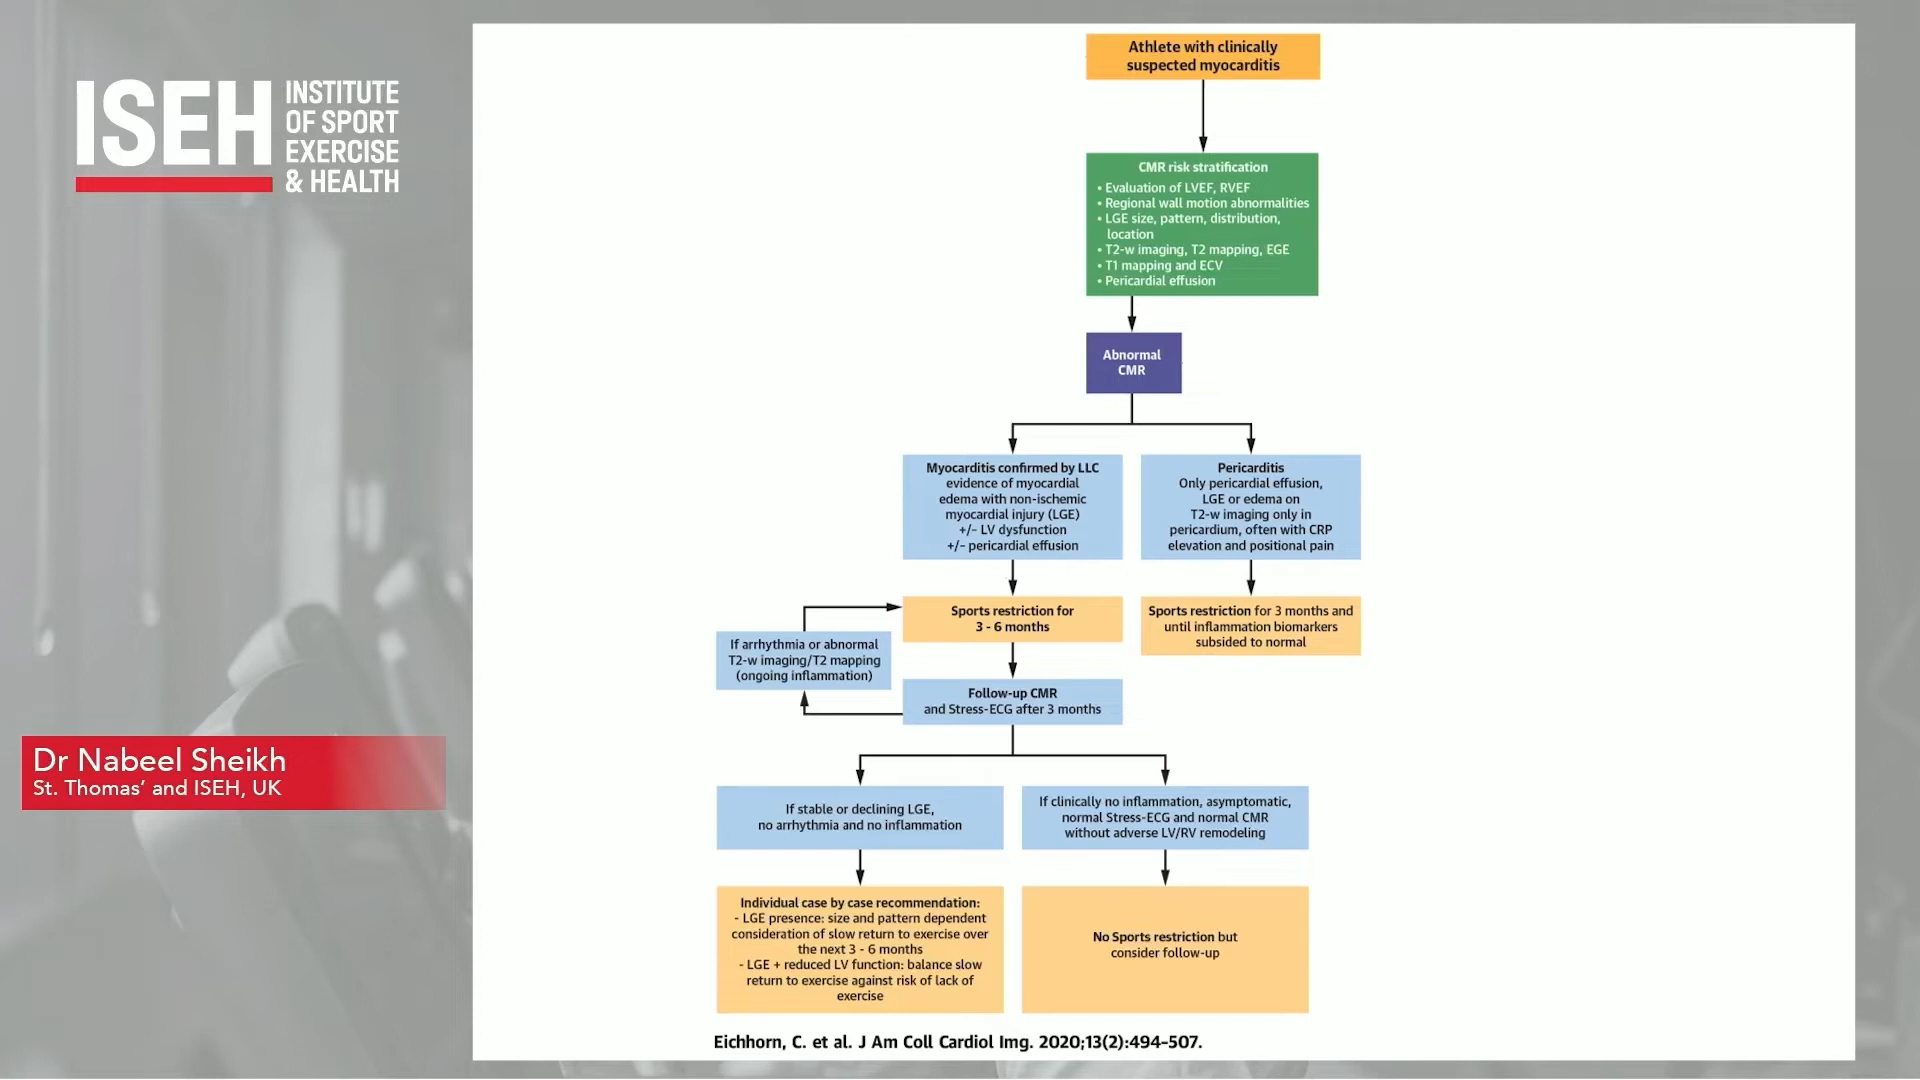 ISEH
INSTITUTE
OF SPORT
EXERCISE
& HEALTH
Athlete with clinically
suspected myocarditis
CMR risk stratification
• Evaluation of LVEF, RVEF
• Regional wall motion abnormalities
• LGE size, pattern, distribution,
location
• T2-w imaging, T2 mapping, EGE
• T1 mapping and ECV
• Pericardial effusion
Abnormal
CMR
Myocarditis confirmed by LLC
evidence of myocardial
edema with non-ischemic
myocardial injury (LGE)
+/- LV dysfunction
+/- pericardial effusion
Pericarditis
Only pericardial effusion,
LGE or edema on
T2-w imaging only in
pericardium, often with CRP
elevation and positional pain
Sports restriction for
3 - 6 months
Sports restriction for 3 months and
until inflammation biomarkers
subsided to normal
If arrhythmia or abnormal
T2-w imaging/T2 mapping
(ongoing inflammation)
Follow-up CMR
and Stress-ECG after 3 months
Dr Nabeel Sheikh
St. Thomas’ and ISEH, UK
If stable or declining LGE,
no arrhythmia and no inflammation
If clinically no inflammation, asymptomatic,
normal Stress-ECG and normal CMR
without adverse LV/RV remodeling
Individual case by case recommendation:
- LGE presence: size and pattern dependent
consideration of slow return to exercise over
the next 3 - 6 months
- LGE + reduced LV function: balance slow
return to exercise against risk of lack of
exercise
No Sports restriction but
consider follow-up
Eichhorn, C. et al. J Am Coll Cardiol Img. 2020;13(2):494-507.